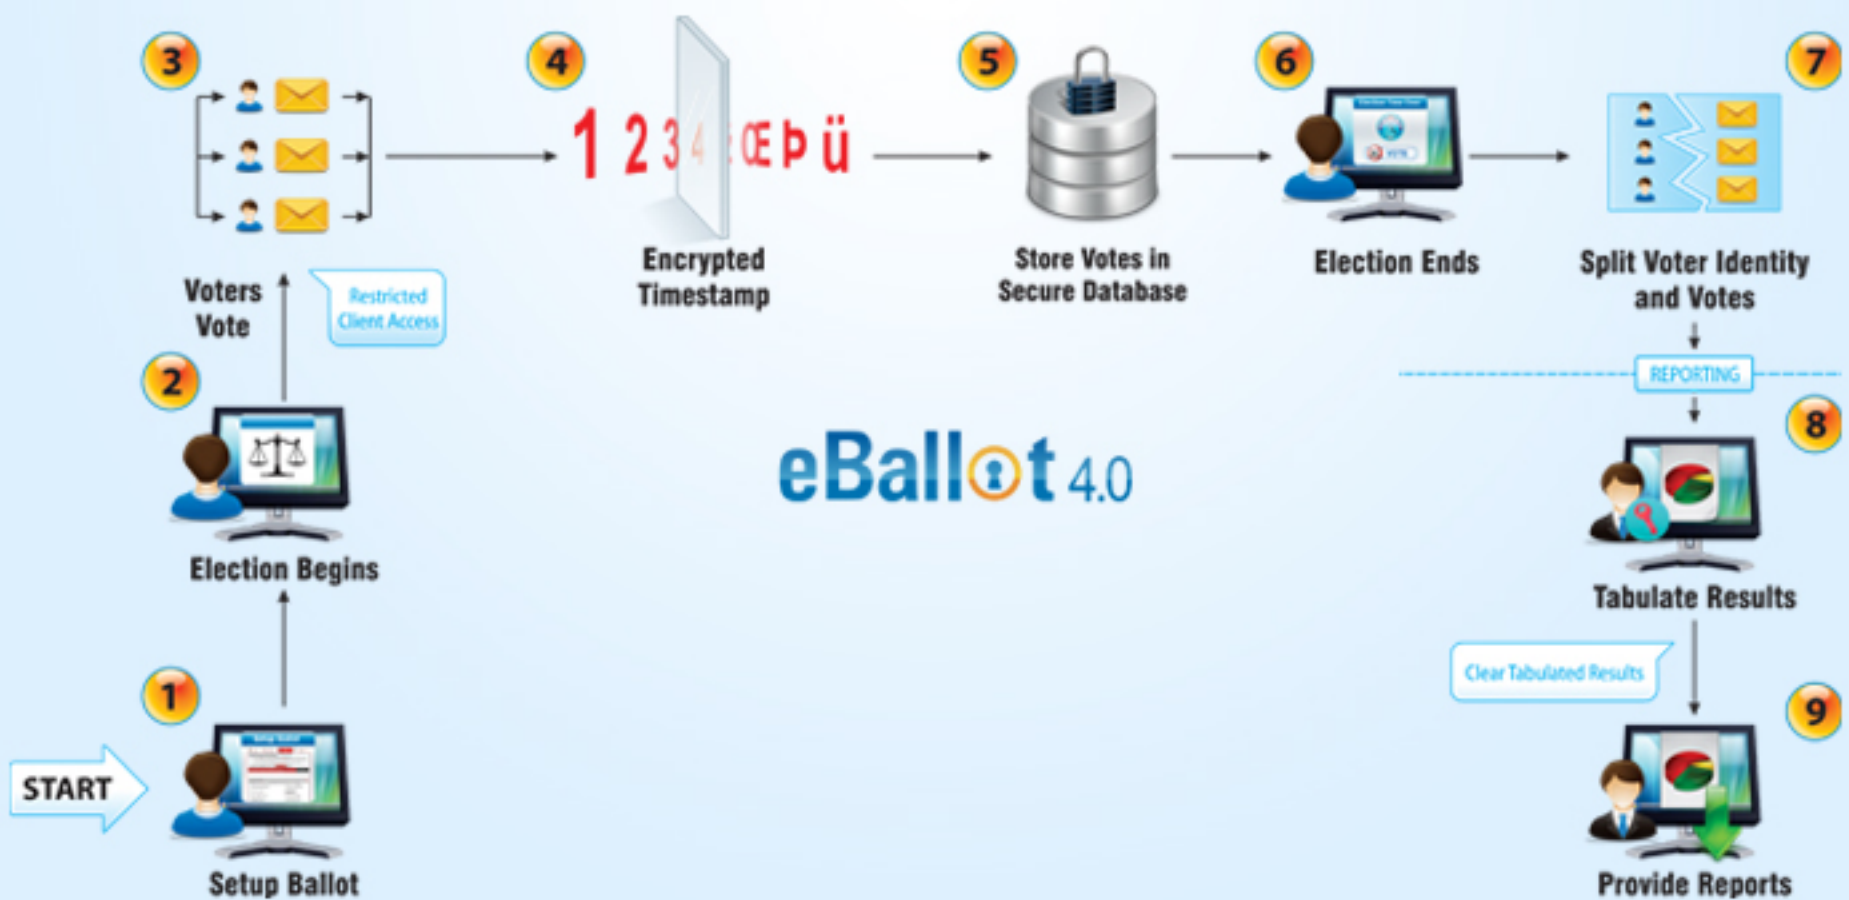 START
1
Setup Ballot
2
Election Begins
3
Voters
Vote
Restricted
Client Access
4
1 2 3 4 Œ Þ ü
Encrypted
Timestamp
5
Store Votes in
Secure Database
6
VOTE
Election Ends
7
Split Voter Identity
and Votes
REPORTING
8
Tabulate Results
Clear Tabulated Results
9
Provide Reports
eBallot 4.0